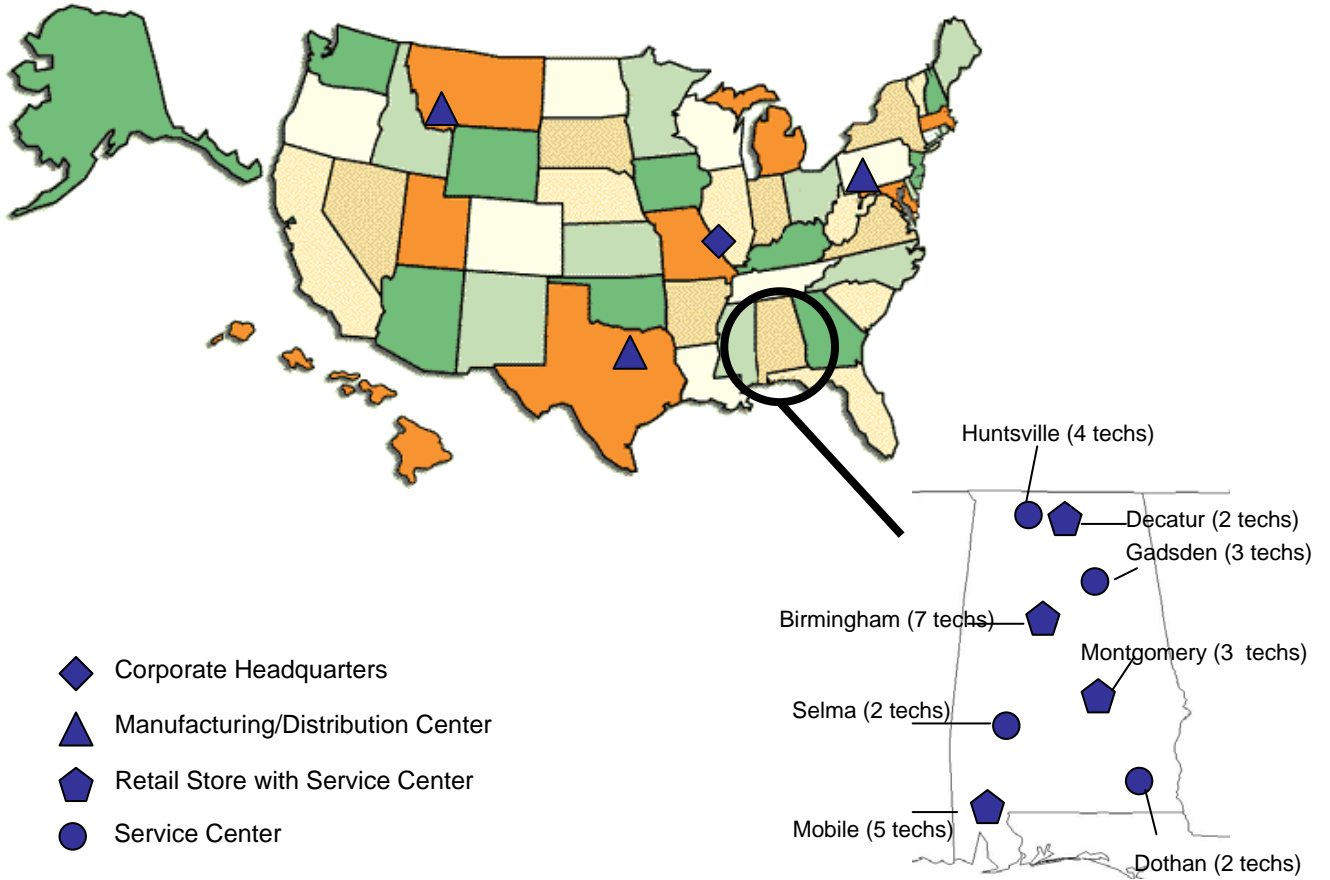 Huntsville (4 techs)
Decatur (2 techs)
Gadsden (3 techs)
Birmingham (7 techs)
Montgomery (3  techs)
Selma (2 techs)
Mobile (5 techs)
Dothan (2 techs)
Corporate Headquarters
Manufacturing/Distribution Center
Retail Store with Service Center
Service Center